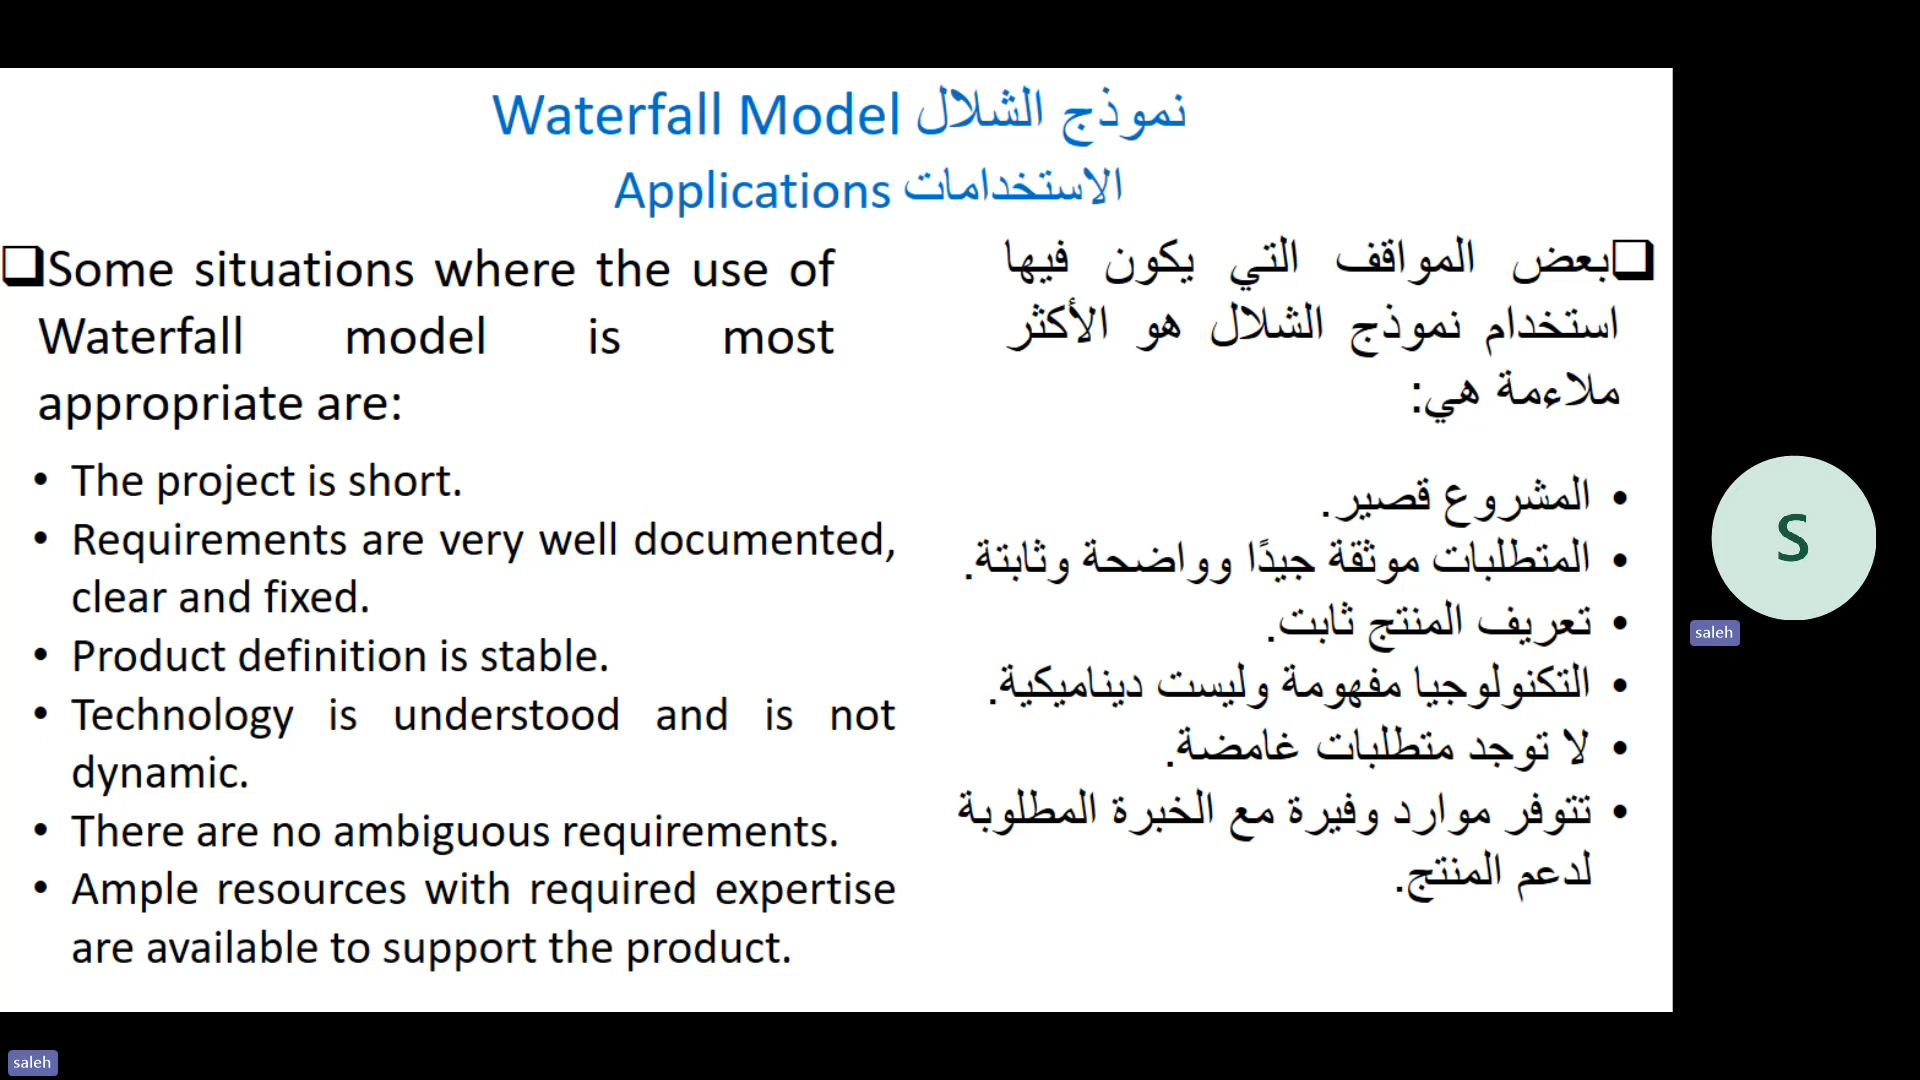 Waterfall Model نموذج الشلال
Applications الاستخدامات
Some situations where the use of
Waterfall model is most
appropriate are:
• The project is short.
• Requirements are very well documented,
clear and fixed.
• Product definition is stable.
• Technology is understood and is not
dynamic.
• There are no ambiguous requirements.
• Ample resources with required expertise
are available to support the product.
بعض المواقف التي يكون فيها
استخدام نموذج الشلال هو الأكثر
ملاءمة هي:
• المشروع قصير.
• المتطلبات موثقة جيدًا وواضحة وثابتة.
• تعريف المنتج ثابت.
• التكنولوجيا مفهومة وليست ديناميكية.
• لا توجد متطلبات غامضة.
• تتوفر موارد وفيرة مع الخبرة المطلوبة
لدعم المنتج.
S
saleh
saleh